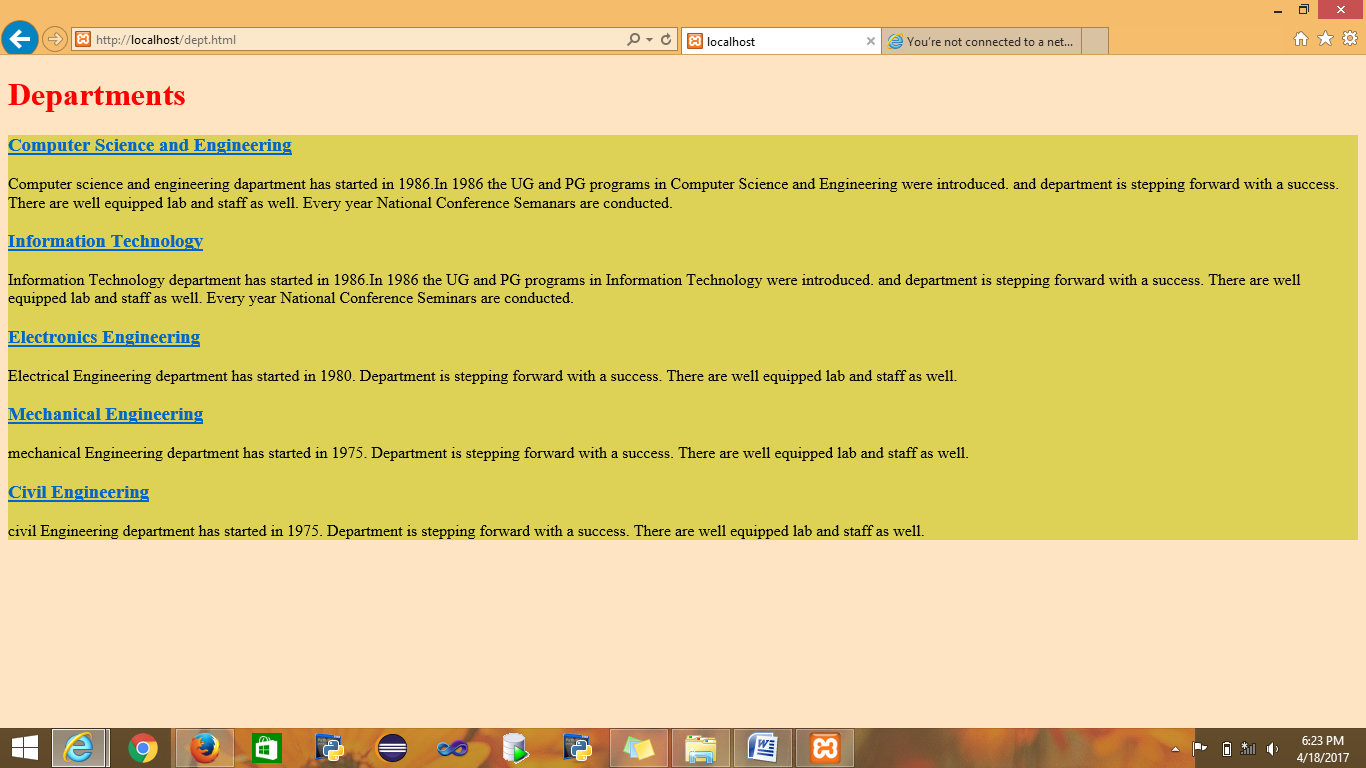 http://localhost/dept.html
localhost
You're not connected to a net...
Departments
Computer Science and Engineering
Computer science and engineering dapartment has started in 1986.In 1986 the UG and PG programs in Computer Science and Engineering were introduced. and department is stepping forward with a success.
There are well equipped lab and staff as well. Every year National Conference Semanars are conducted.
Information Technology
Information Technology department has started in 1986.In 1986 the UG and PG programs in Information Technology were introduced. and department is stepping forward with a success. There are well
equipped lab and staff as well. Every year National Conference Seminars are conducted.
Electronics Engineering
Electrical Engineering department has started in 1980. Department is stepping forward with a success. There are well equipped lab and staff as well.
Mechanical Engineering
mechanical Engineering department has started in 1975. Department is stepping forward with a success. There are well equipped lab and staff as well.
Civil Engineering
civil Engineering department has started in 1975. Department is stepping forward with a success. There are well equipped lab and staff as well.
6:23 PM
4/18/2017